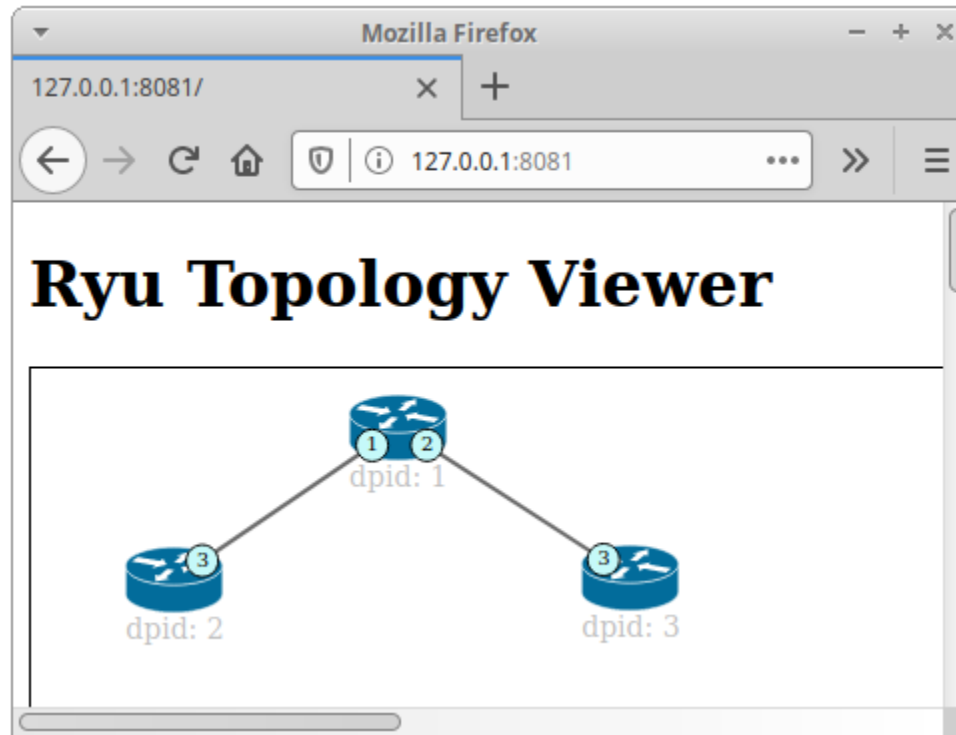 Mozilla Firefox
127.0.0.1:8081/
127.0.0.1:8081
Ryu Topology Viewer
1 2
dpid: 1
3 3
dpid: 2 dpid: 3